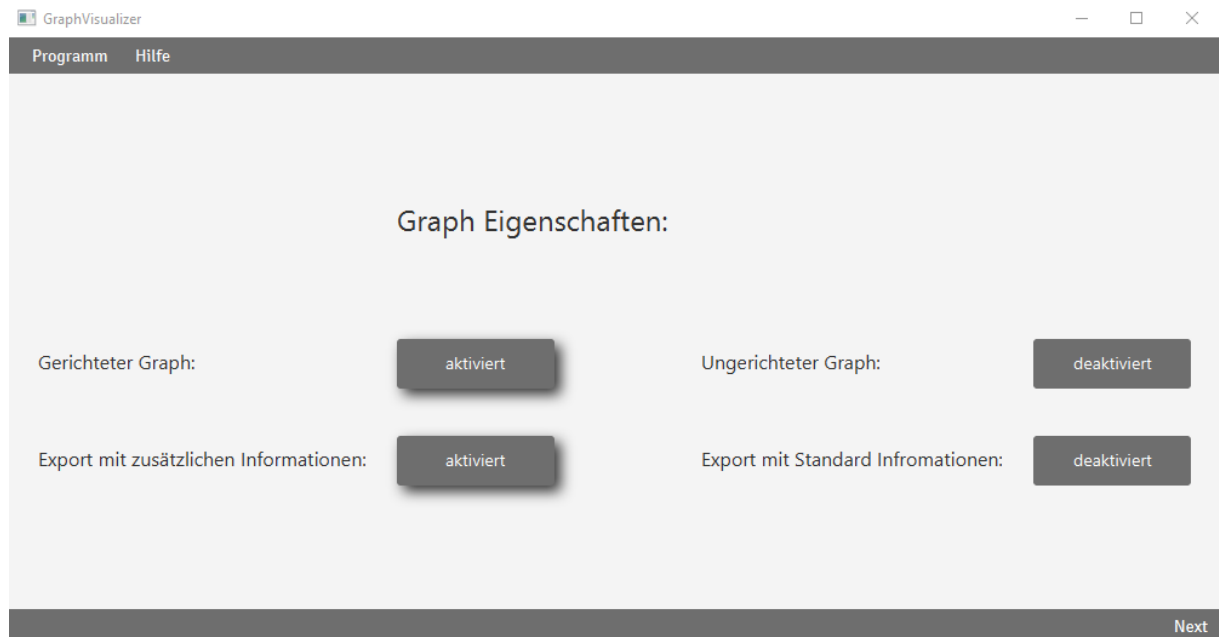 GraphVisualizer
Programm Hilfe
Graph Eigenschaften:
Gerichteter Graph: aktiviert Ungerichteter Graph: deaktiviert
Export mit zusätzlichen Informationen: aktiviert Export mit Standard Infromationen: deaktiviert
Next